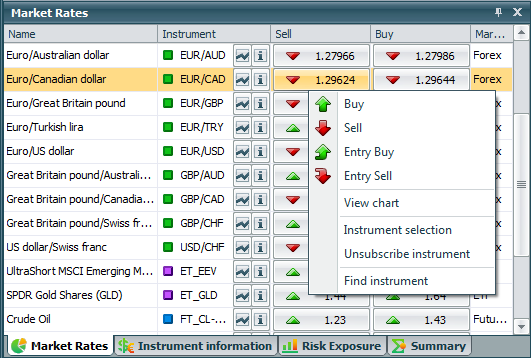 Market Rates
Name Instrument Sell Buy Mar...
Euro/Australian dollar EUR/AUD 1.27966 1.27986 Forex
Euro/Canadian dollar EUR/CAD 1.29624 1.29644 Forex
Euro/Great Britain pound EUR/GBP
Euro/Turkish lira EUR/TRY
Euro/US dollar EUR/USD
Great Britain pound/Australi... GBP/AUD
Great Britain pound/Canadia... GBP/CAD
Great Britain pound/Swiss fr... GBP/CHF
US dollar/Swiss franc USD/CHF
UltraShort MSCI Emerging M... ET_EEV
SPDR Gold Shares (GLD) ET_GLD
Crude Oil FT_CL-... 1.23 1.43 Futu...
Buy
Sell
Entry Buy
Entry Sell
View chart
Instrument selection
Unsubscribe instrument
Find instrument
Market Rates Instrument information Risk Exposure Summary